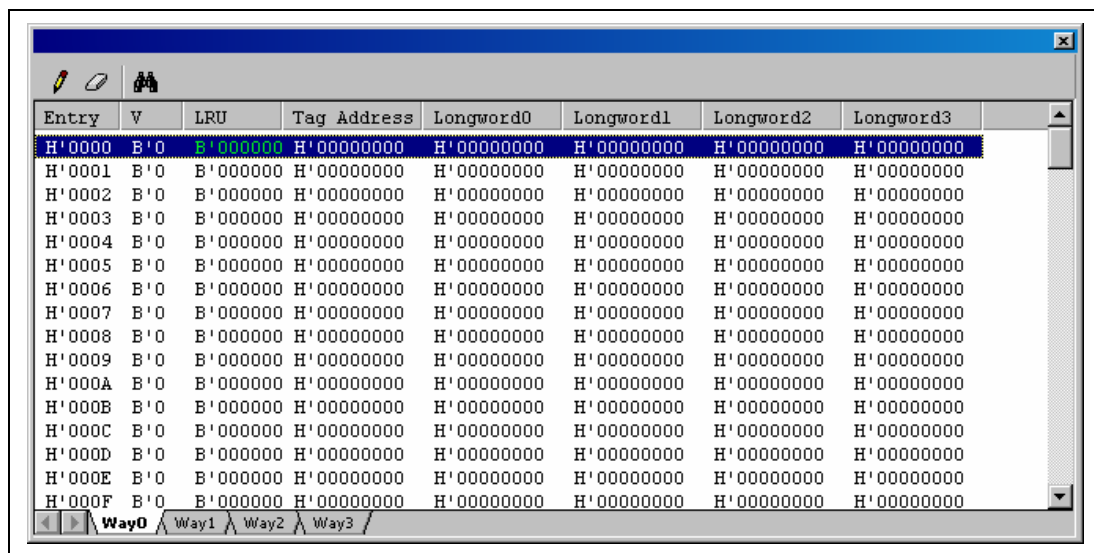 Entry V LRU Tag Address Longword0 Longword1 Longword2 Longword3
H'0000 B'0 B'000000 H'00000000 H'00000000 H'00000000 H'00000000 H'00000000
H'0001 B'0 B'000000 H'00000000 H'00000000 H'00000000 H'00000000 H'00000000
H'0002 B'0 B'000000 H'00000000 H'00000000 H'00000000 H'00000000 H'00000000
H'0003 B'0 B'000000 H'00000000 H'00000000 H'00000000 H'00000000 H'00000000
H'0004 B'0 B'000000 H'00000000 H'00000000 H'00000000 H'00000000 H'00000000
H'0005 B'0 B'000000 H'00000000 H'00000000 H'00000000 H'00000000 H'00000000
H'0006 B'0 B'000000 H'00000000 H'00000000 H'00000000 H'00000000 H'00000000
H'0007 B'0 B'000000 H'00000000 H'00000000 H'00000000 H'00000000 H'00000000
H'0008 B'0 B'000000 H'00000000 H'00000000 H'00000000 H'00000000 H'00000000
H'0009 B'0 B'000000 H'00000000 H'00000000 H'00000000 H'00000000 H'00000000
H'000A B'0 B'000000 H'00000000 H'00000000 H'00000000 H'00000000 H'00000000
H'000B B'0 B'000000 H'00000000 H'00000000 H'00000000 H'00000000 H'00000000
H'000C B'0 B'000000 H'00000000 H'00000000 H'00000000 H'00000000 H'00000000
H'000D B'0 B'000000 H'00000000 H'00000000 H'00000000 H'00000000 H'00000000
H'000E B'0 B'000000 H'00000000 H'00000000 H'00000000 H'00000000 H'00000000
H'000F B'0 B'000000 H'00000000 H'00000000 H'00000000 H'00000000 H'00000000
Way0 Way1 Way2 Way3